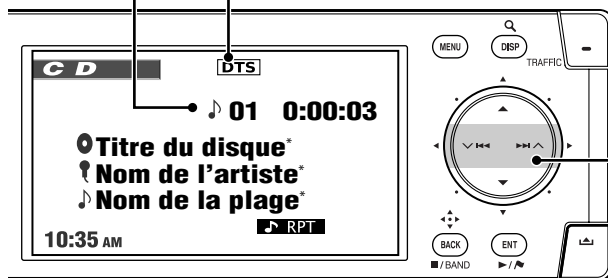 MENU DISP
TRAFFIC
CD DTS
01 0:00:03
Titre du disque*
Nom de l'artiste*
Nom de la plage*
RPT
10:35 AM
BACK ENT
/BAND